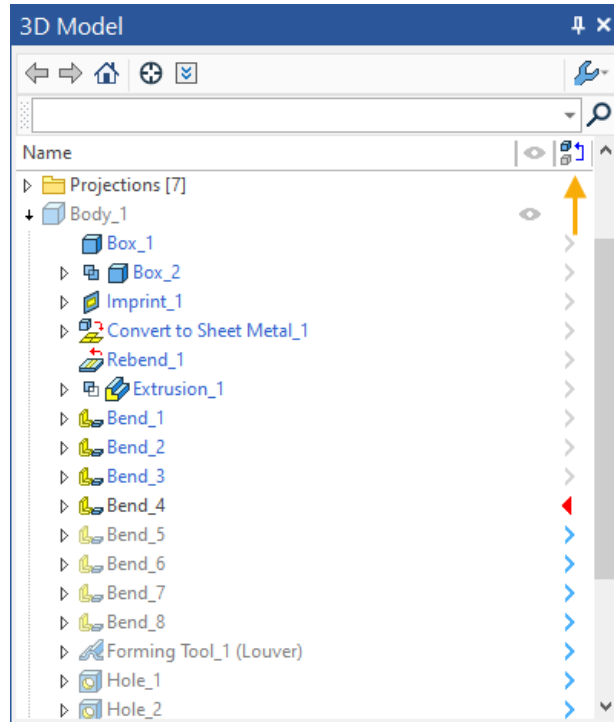 3D Model
Name
Projections [7]
Body_1
Box_1
Box_2
Imprint_1
Convert to Sheet Metal_1
Rebend_1
Extrusion_1
Bend_1
Bend_2
Bend_3
Bend_4
Bend_5
Bend_6
Bend_7
Bend_8
Forming Tool_1 (Louver)
Hole_1
Hole_2